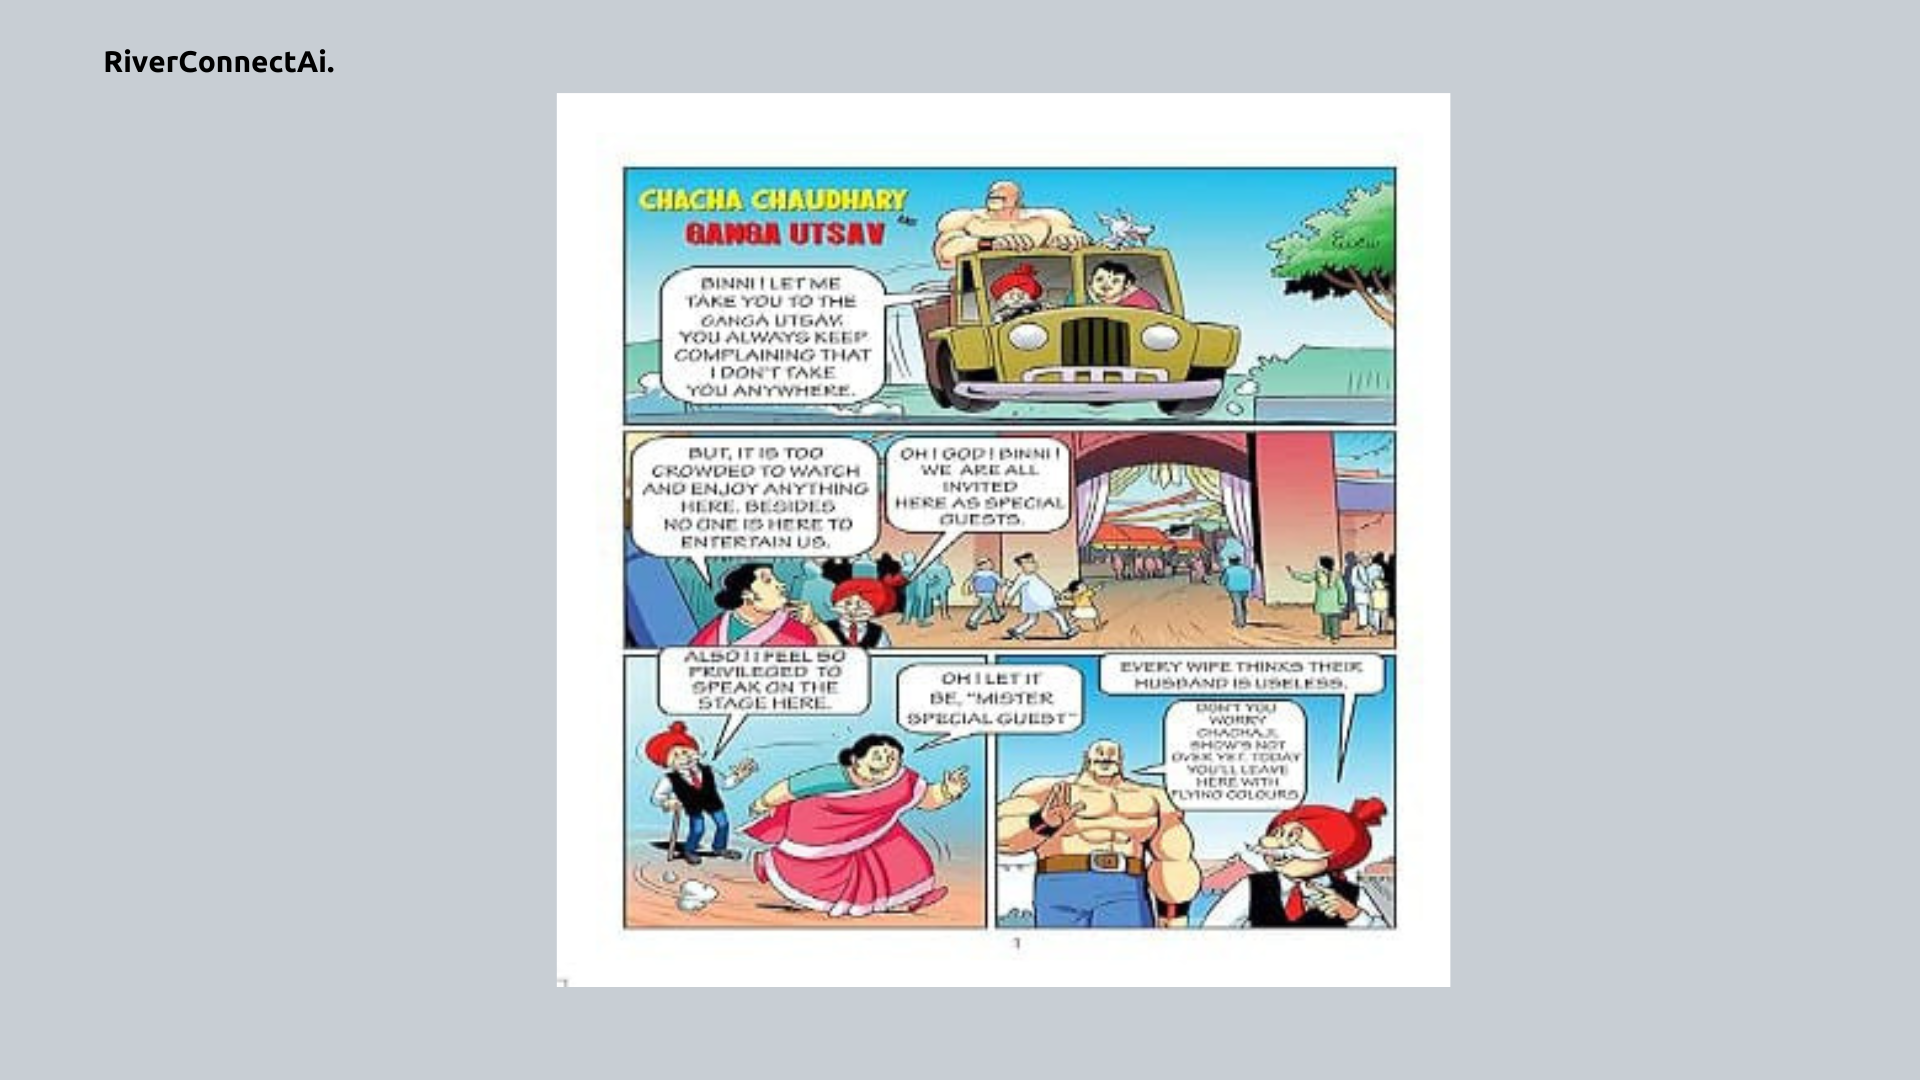 RiverConnectAi.
CHACHA CHAUDHARY
AND
GANGA UTSAV
BINNI ! LET ME
TAKE YOU TO THE
GANGA UTSAV.
YOU ALWAYS KEEP
COMPLAINING THAT
I DON'T TAKE
YOU ANYWHERE.
BUT, IT IS TOO
CROWDED TO WATCH
AND ENJOY ANYTHING
HERE. BESIDES
NO ONE IS HERE TO
ENTERTAIN US.
OH ! GOD ! BINNI !
WE ARE ALL
INVITED
HERE AS SPECIAL
GUESTS.
ALSO ! I FEEL SO
PRIVILEGED TO
SPEAK ON THE
STAGE HERE.
OH ! LET IT
BE, "MISTER
SPECIAL GUEST"
EVERY WIFE THINKS THEIR
HUSBAND IS USELESS.
DON'T YOU
WORRY
CHACHAJI,
SHOW'S NOT
OVER YET. TODAY
YOU'LL LEAVE
HERE WITH
FLYING COLOURS.
1